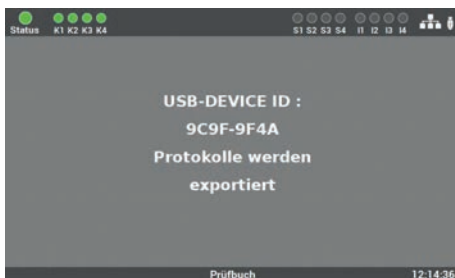 Status K1 K2 K3 K4 S1 S2 S3 S4 I1 I2 I3 I4
USB-DEVICE ID :
9C9F-9F4A
Protokolle werden
exportiert
Prüfbuch 12:14:36